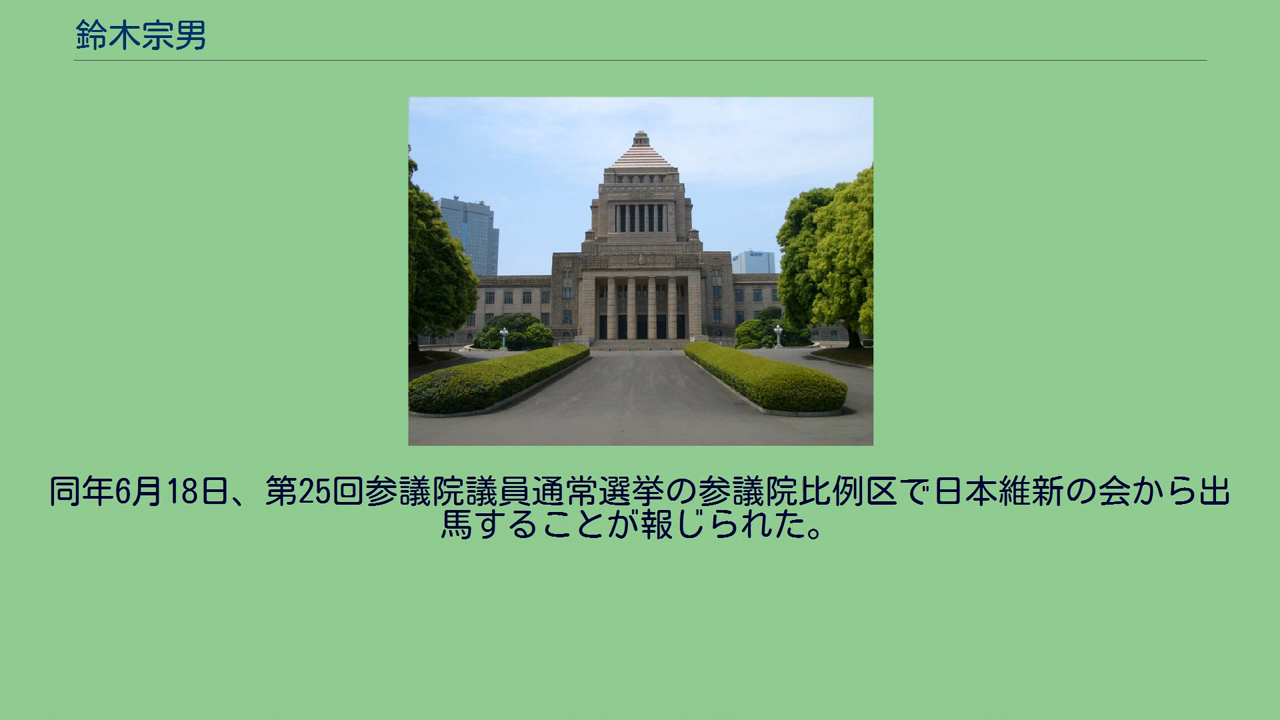 鈴木宗男
同年6月18日、第25回参議院議員通常選挙の参議院比例区で日本維新の会から出
馬することが報じられた。